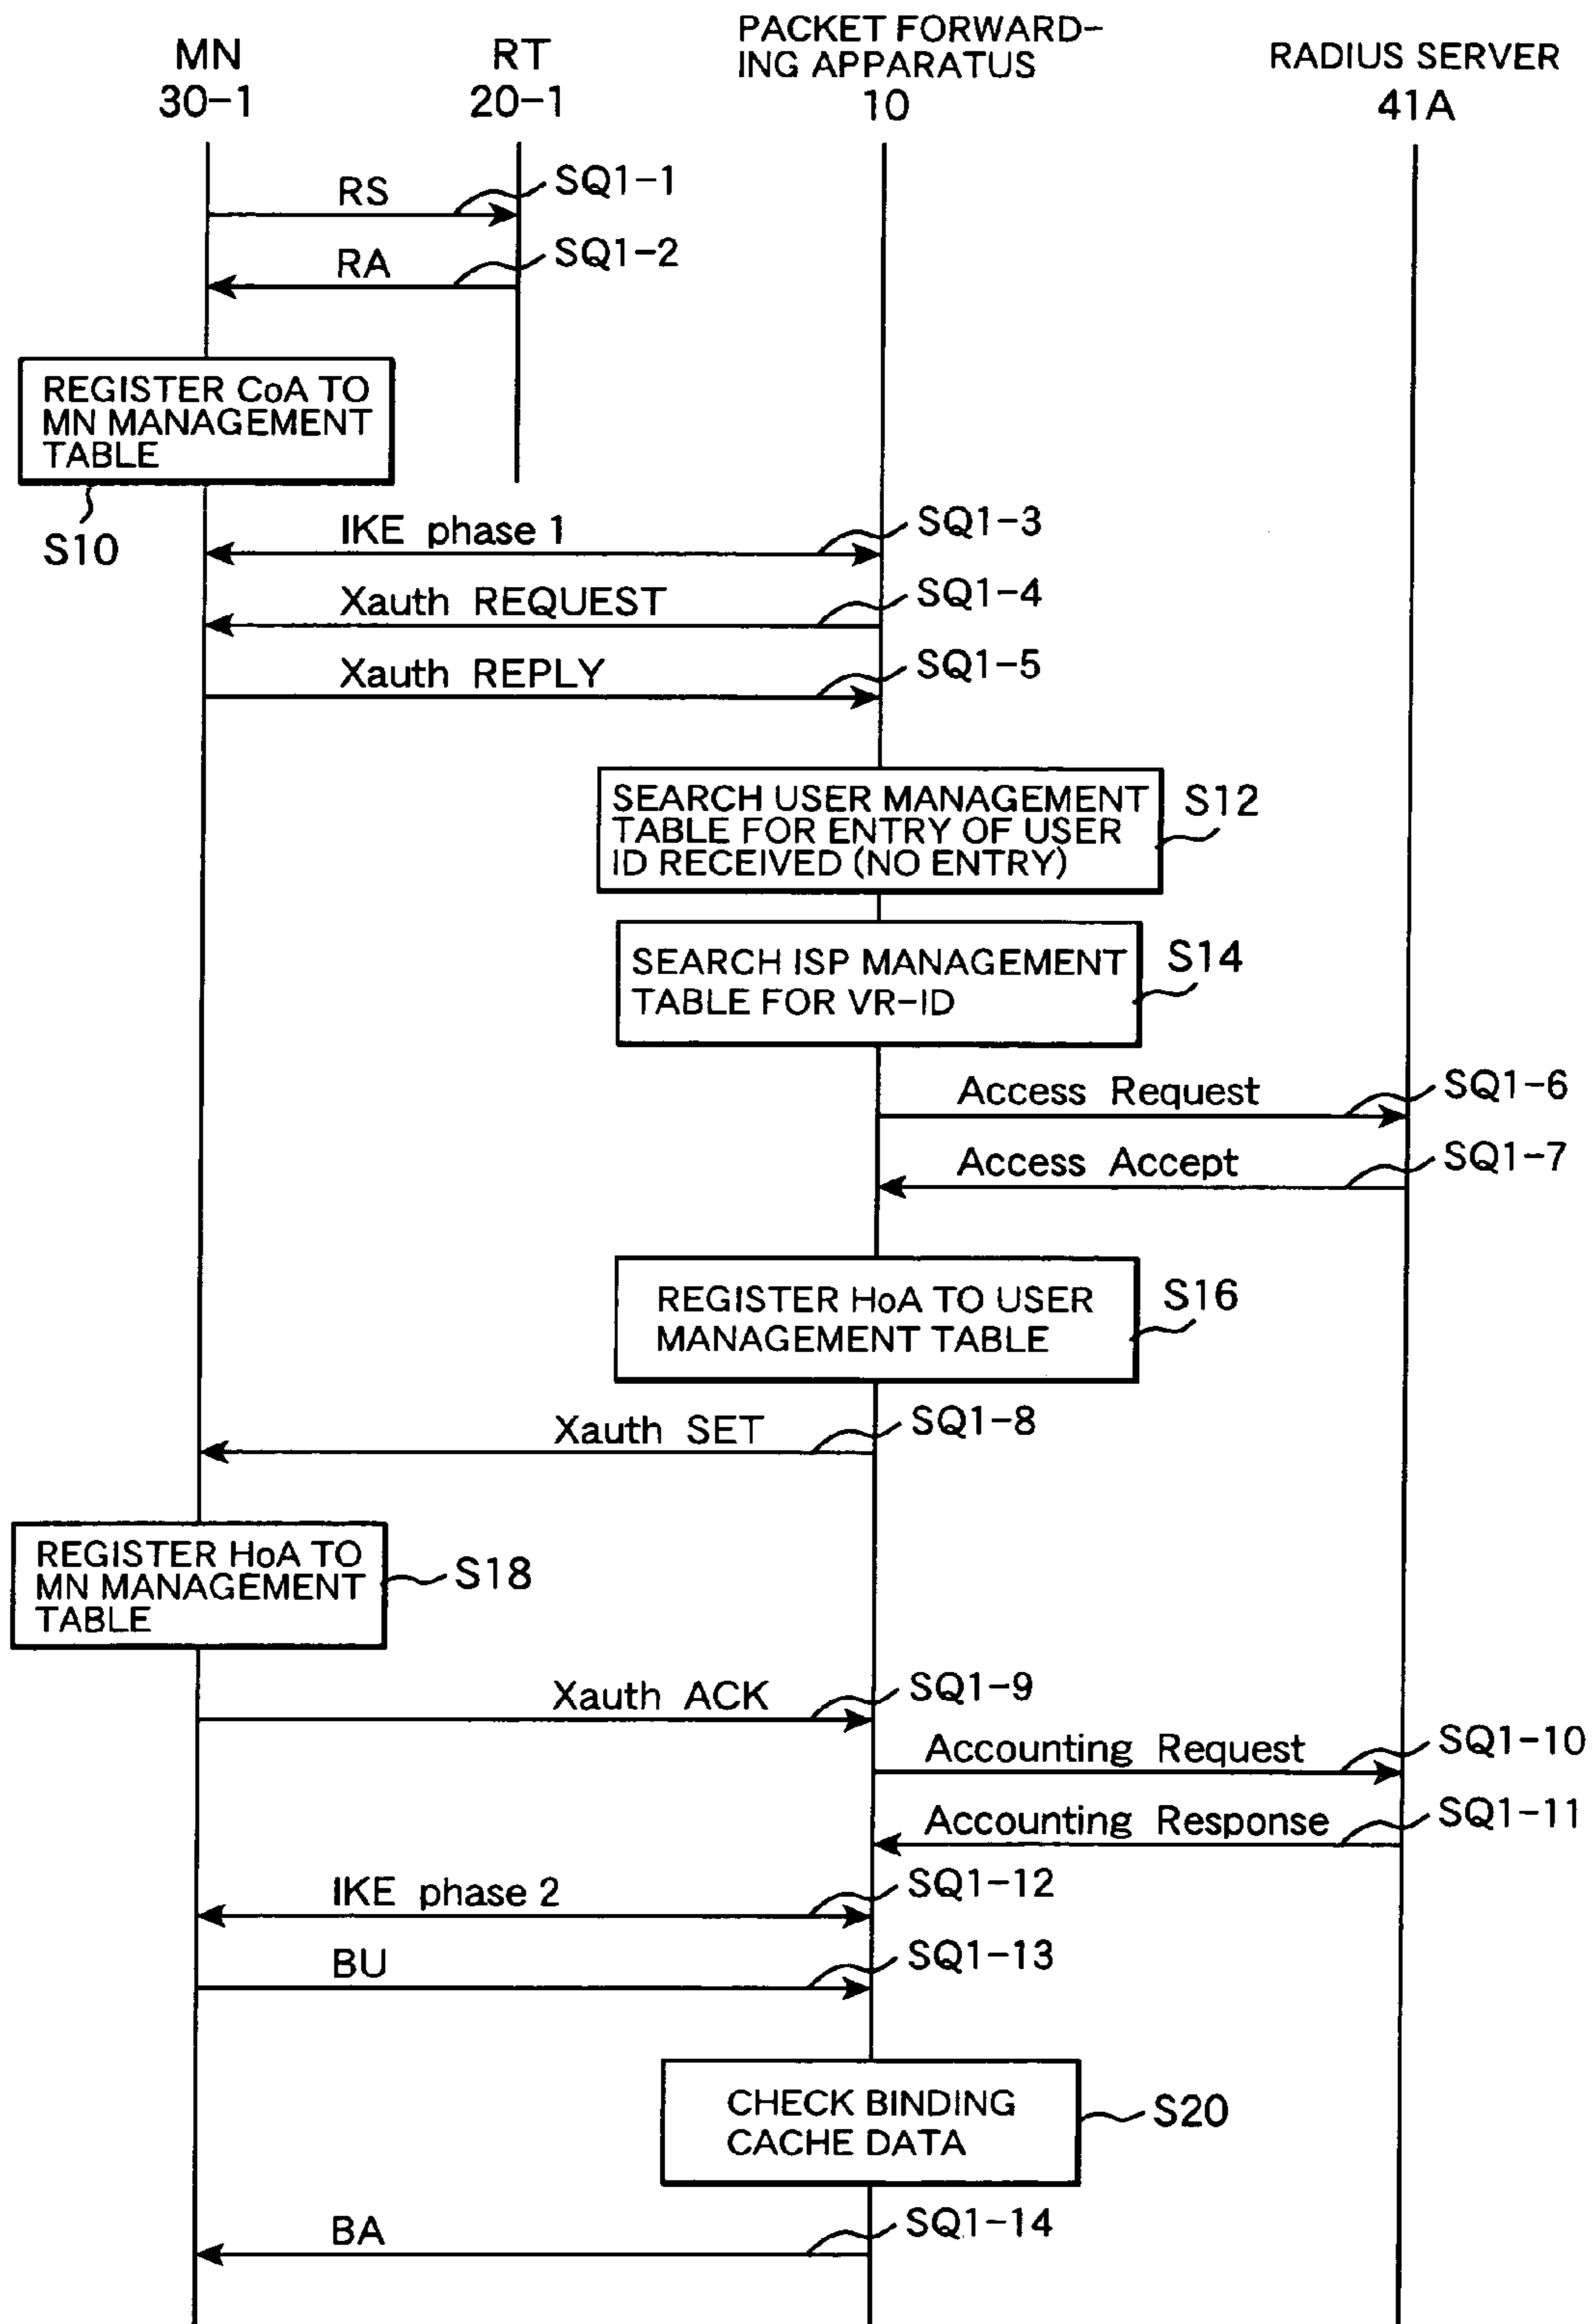 MN
30-1
RT
20-1
PACKET FORWARD-
ING APPARATUS
10
RADIUS SERVER
41A
RS
SQ1-1
RA
SQ1-2
REGISTER CoA TO
MN MANAGEMENT
TABLE
S10
IKE phase 1
SQ1-3
Xauth REQUEST
SQ1-4
Xauth REPLY
SQ1-5
SEARCH USER MANAGEMENT
TABLE FOR ENTRY OF USER
ID RECEIVED (NO ENTRY)
S12
SEARCH ISP MANAGEMENT
TABLE FOR VR-ID
S14
Access Request
SQ1-6
Access Accept
SQ1-7
REGISTER HoA TO USER
MANAGEMENT TABLE
S16
Xauth SET
SQ1-8
REGISTER HoA TO
MN MANAGEMENT
TABLE
S18
Xauth ACK
SQ1-9
Accounting Request
SQ1-10
Accounting Response
SQ1-11
IKE phase 2
SQ1-12
BU
SQ1-13
CHECK BINDING
CACHE DATA
S20
BA
SQ1-14